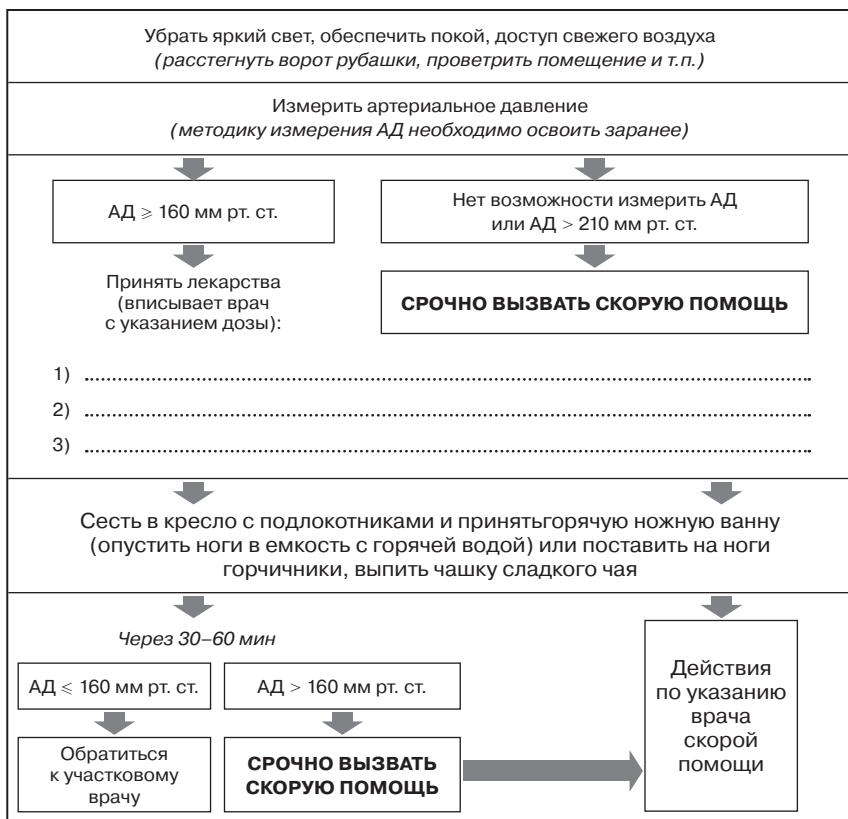 Убрать яркий свет, обеспечить покой, доступ свежего воздуха
(расстегнуть ворот рубашки, проветрить помещение и т.п.)
Измерить артериальное давление
(методику измерения АД необходимо освоить заранее)
АД ⩾ 160 мм рт. ст.
Нет возможности измерить АД
или АД > 210 мм рт. ст.
Принять лекарства
(вписывает врач
с указанием дозы):
СРОЧНО ВЫЗВАТЬ СКОРУЮ ПОМОЩЬ
1) ........................................................................
2) ........................................................................
3) ........................................................................
Сесть в кресло с подлокотниками и принятьгорячую ножную ванну
(опустить ноги в емкость с горячей водой) или поставить на ноги
горчичники, выпить чашку сладкого чая
Через 30–60 мин
АД ⩽ 160 мм рт. ст.
АД > 160 мм рт. ст.
Обратиться
к участковому
врачу
СРОЧНО ВЫЗВАТЬ
СКОРУЮ ПОМОЩЬ
Действия
по указанию
врача
скорой
помощи